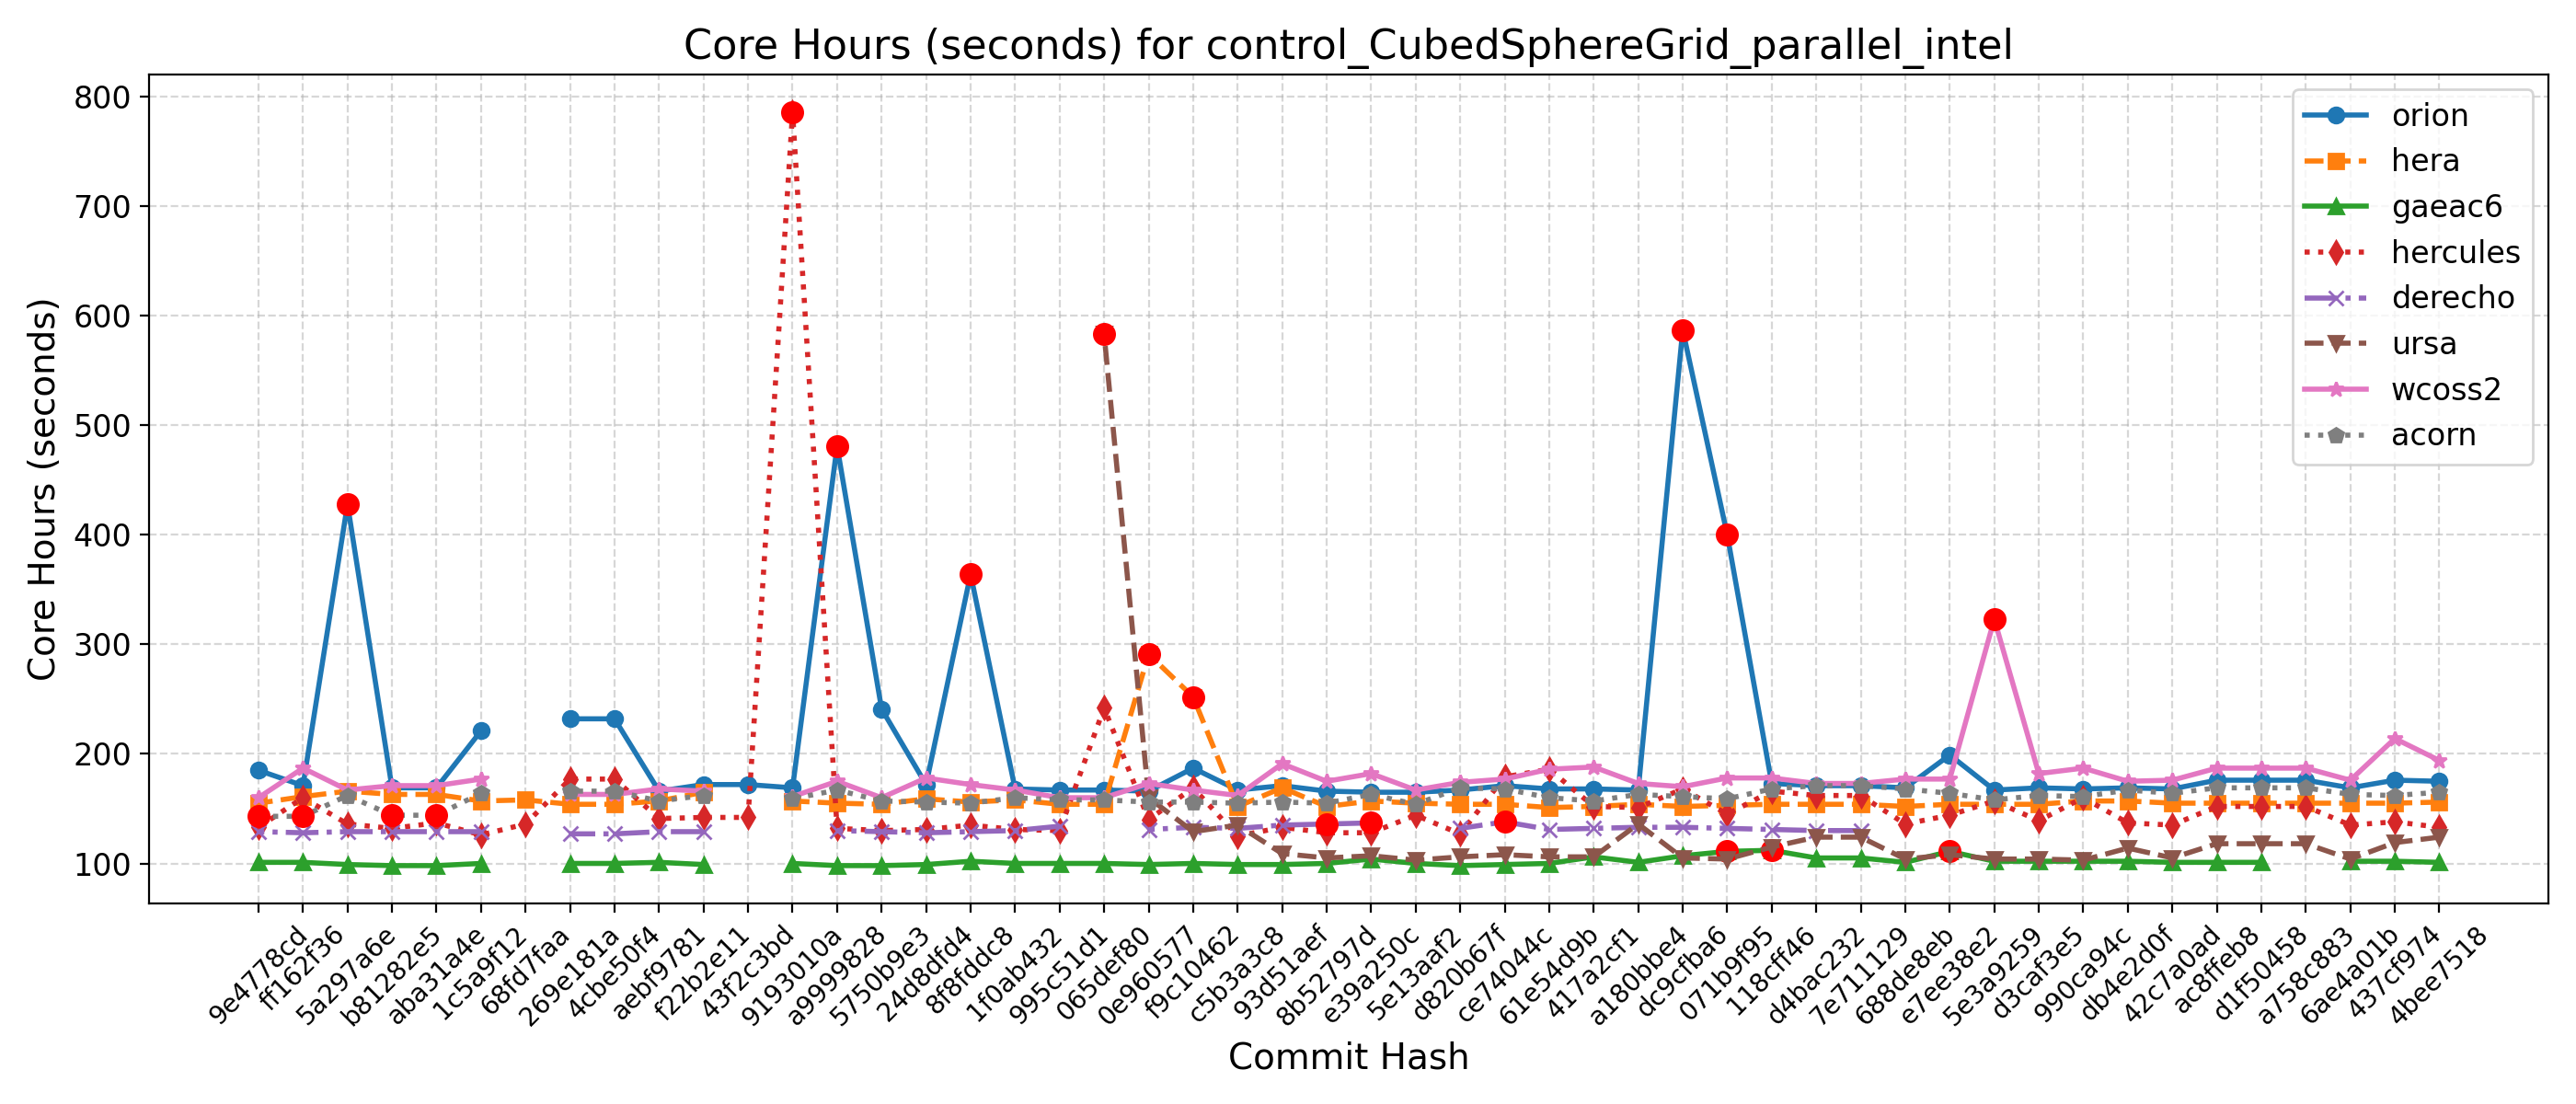 Core Hours (seconds) for control_CubedSphereGrid_parallel_intel
Core Hours (seconds)
800
700
600
500
400
300
200
100
orion
hera
gaeac6
hercules
derecho
ursa
wcoss2
acorn
9e4778cd
ff162f36
5a297a6e
b81282e5
aba31a4e
1c5a9f12
68fd7faa
269e181a
4cbe50f4
aebf9781
f22b2e11
43f2c3bd
9193010a
a9999828
5750b9e3
24d8dfd4
8f8fddc8
1f0ab432
995c51d1
065def80
0e960577
f9c10462
c5b3a3c8
93d51aef
8b52797d
e39a250c
5e13aaf2
d820b67f
ce74044c
61e54d9b
417a2cf1
a180bbe4
dc9cfba6
071b9f95
118cff46
d4bac232
7e711129
688de8eb
e7ee38e2
5e3a9259
d3caf3e5
990ca94c
db4e2d0f
42c7a0ad
ac8ffeb8
d1f50458
a758c883
6ae4a01b
437cf974
4bee7518
Commit Hash